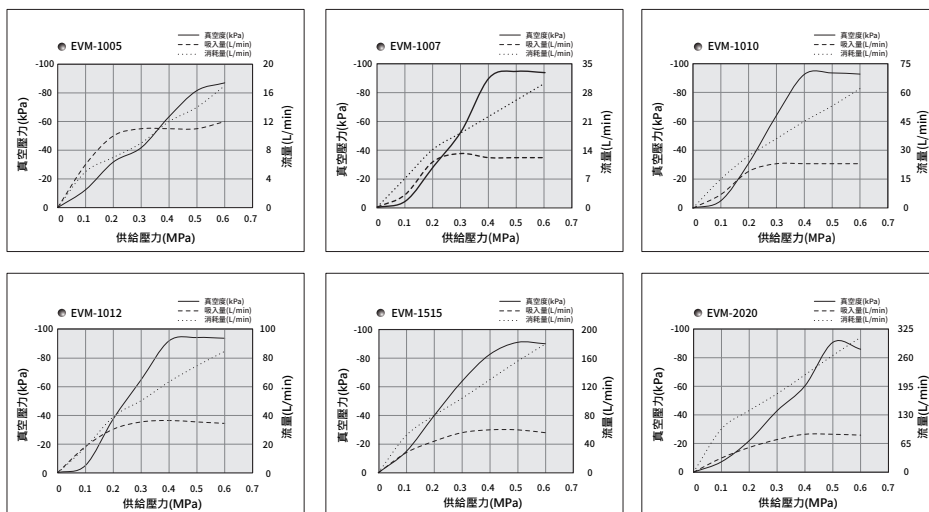 EVM-1005
真空度(kPa)
吸入量(L/min)
消耗量(L/min)
真空壓力(kPa)
-100
-80
-60
-40
-20
0
流量(L/min)
20
16
12
8
4
0
0 0.1 0.2 0.3 0.4 0.5 0.6 0.7
供給壓力(MPa)
EVM-1007
真空度(kPa)
吸入量(L/min)
消耗量(L/min)
真空壓力(kPa)
-100
-80
-60
-40
-20
0
流量(L/min)
35
28
21
14
7
0
0 0.1 0.2 0.3 0.4 0.5 0.6 0.7
供給壓力(MPa)
EVM-1010
真空度(kPa)
吸入量(L/min)
消耗量(L/min)
真空壓力(kPa)
-100
-80
-60
-40
-20
0
流量(L/min)
75
60
45
30
15
0
0 0.1 0.2 0.3 0.4 0.5 0.6 0.7
供給壓力(MPa)
EVM-1012
真空度(kPa)
吸入量(L/min)
消耗量(L/min)
真空壓力(kPa)
-100
-80
-60
-40
-20
0
流量(L/min)
100
80
60
40
20
0
0 0.1 0.2 0.3 0.4 0.5 0.6 0.7
供給壓力(MPa)
EVM-1515
真空度(kPa)
吸入量(L/min)
消耗量(L/min)
真空壓力(kPa)
-100
-80
-60
-40
-20
0
流量(L/min)
200
160
120
80
40
0
0 0.1 0.2 0.3 0.4 0.5 0.6 0.7
供給壓力(MPa)
EVM-2020
真空度(kPa)
吸入量(L/min)
消耗量(L/min)
真空壓力(kPa)
-100
-80
-60
-40
-20
0
流量(L/min)
325
260
195
130
65
0
0 0.1 0.2 0.3 0.4 0.5 0.6 0.7
供給壓力(MPa)